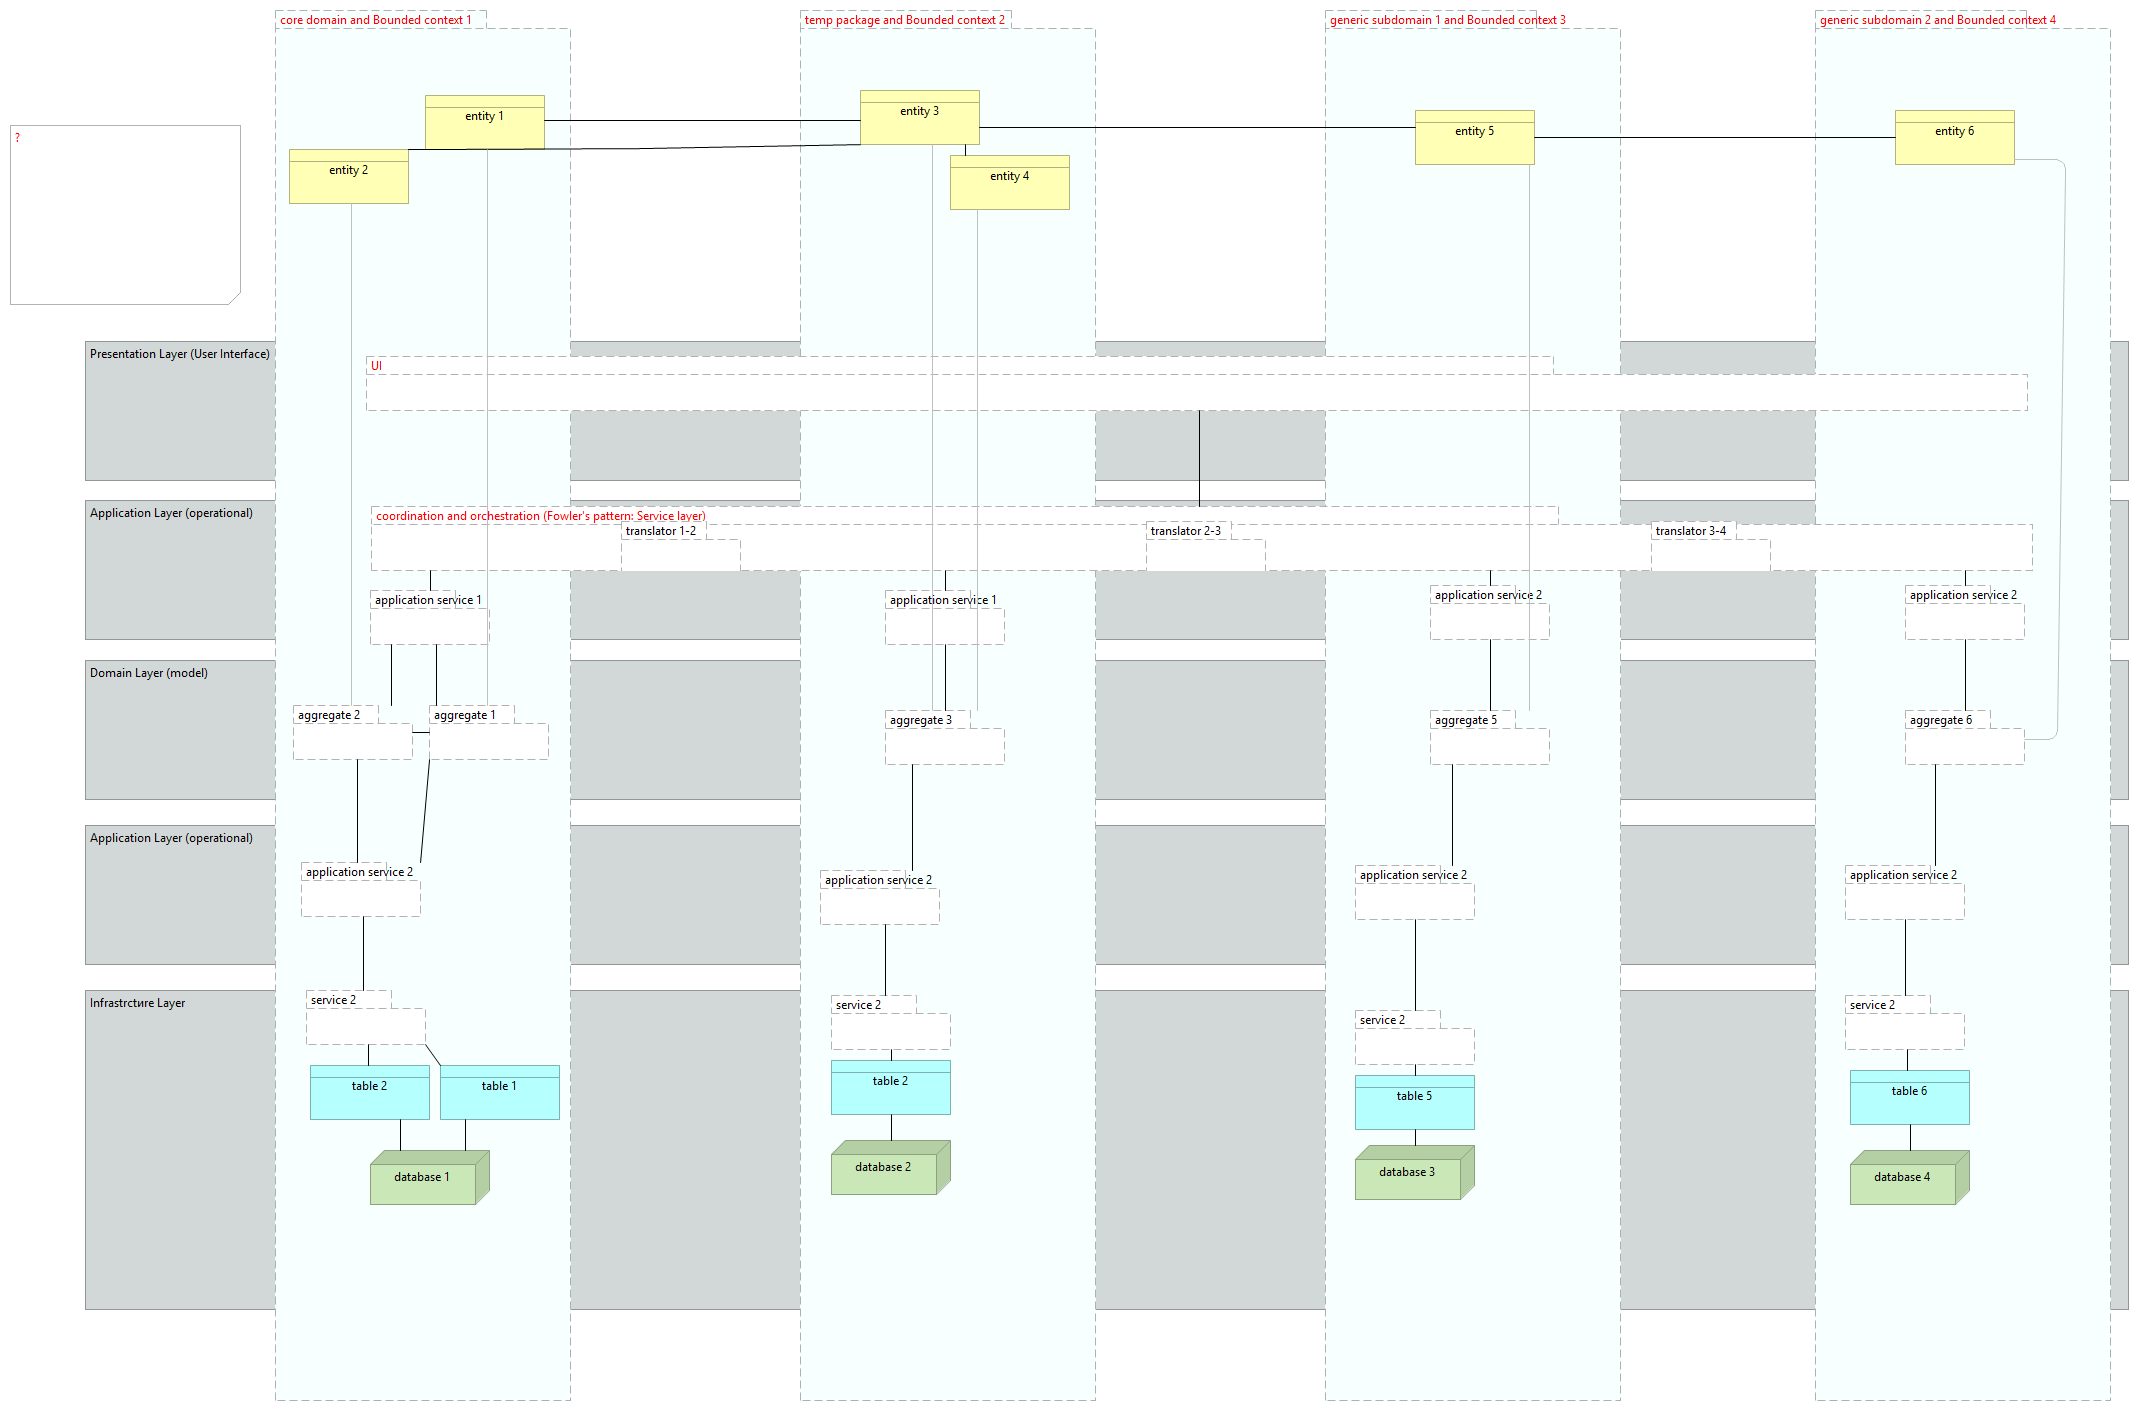 core domain and Bounded context 1
temp package and Bounded context 2
generic subdomain 1 and Bounded context 3
generic subdomain 2 and Bounded context 4
entity 1
entity 3
entity 5
entity 6
?
entity 2
entity 4
Presentation Layer (User Interface)
UI
Application Layer (operational)
coordination and orchestration (Fowler's pattern: Service layer)
translator 1-2
translator 2-3
translator 3-4
application service 1
application service 1
application service 2
application service 2
Domain Layer (model)
aggregate 2
aggregate 1
aggregate 3
aggregate 5
aggregate 6
Application Layer (operational)
application service 2
application service 2
application service 2
application service 2
Infrastrctиre Layer
service 2
service 2
service 2
service 2
table 2
table 1
table 2
table 5
table 6
database 1
database 2
database 3
database 4